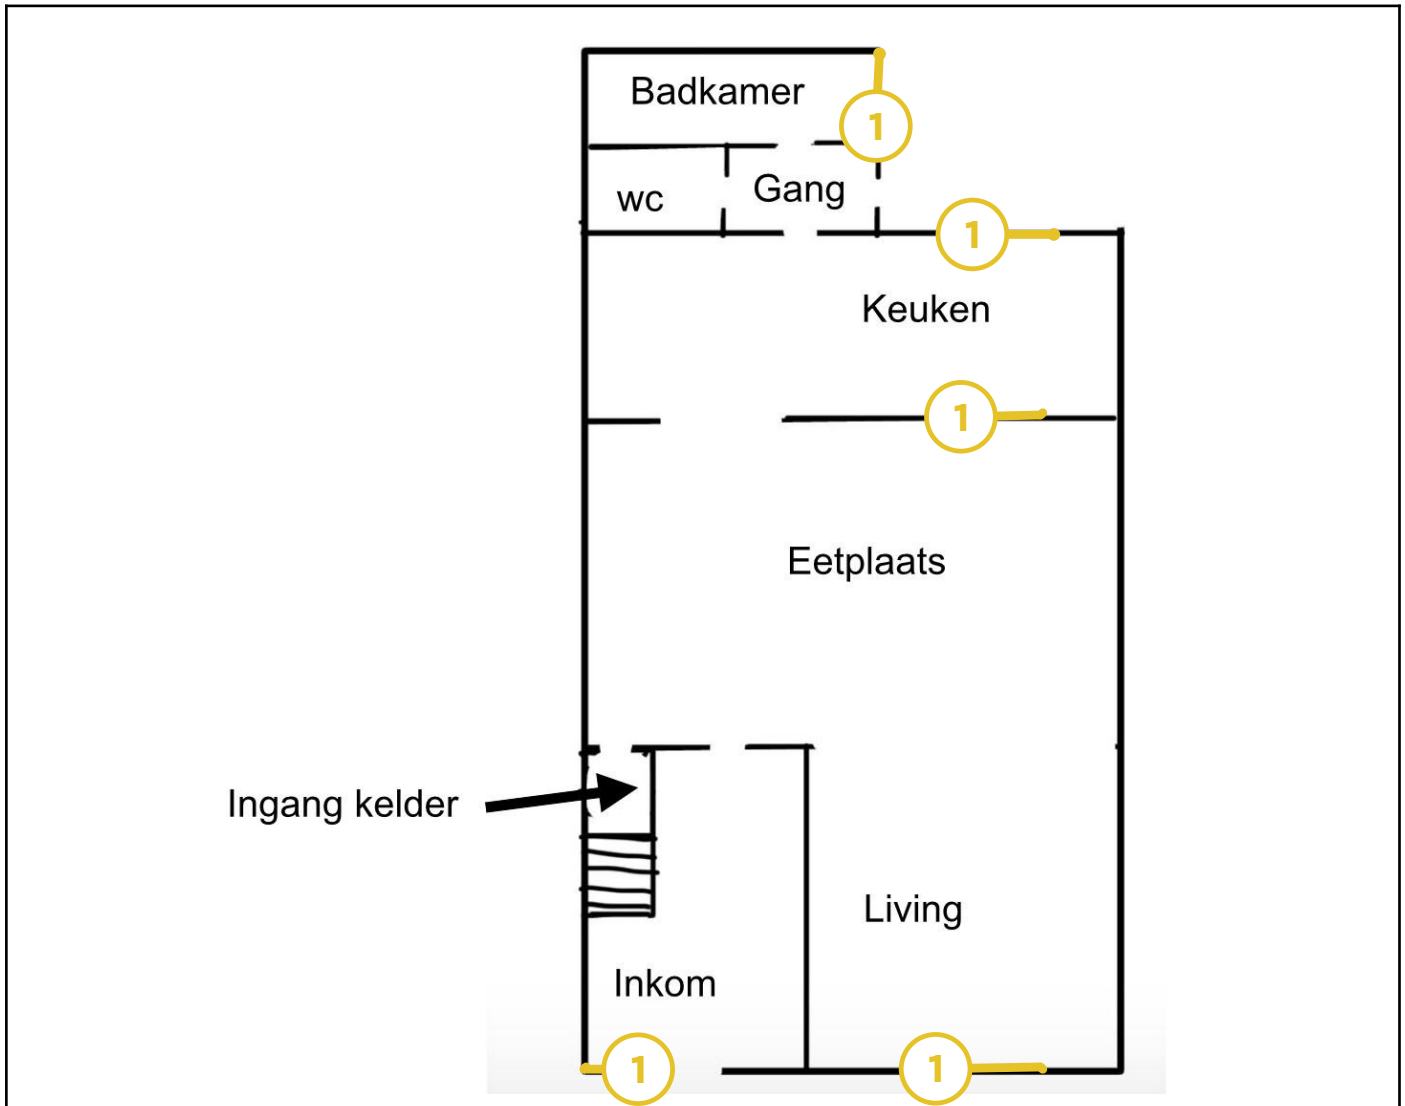 Badkamer
1
wc
Gang
1
Keuken
1
Eetplaats
Ingang kelder
Living
Inkom
1
1